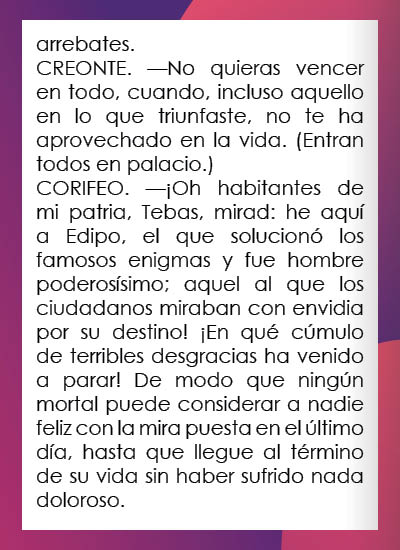 arrebates.
CREONTE. —No quieras vencer
en todo, cuando, incluso aquello
en lo que triunfaste, no te ha
aprovechado en la vida. (Entran
todos en palacio.)
CORIFEO. —¡Oh habitantes de
mi patria, Tebas, mirad: he aquí
a Edipo, el que solucionó los
famosos enigmas y fue hombre
poderosísimo; aquel al que los
ciudadanos miraban con envidia
por su destino! ¡En qué cúmulo
de terribles desgracias ha venido
a parar! De modo que ningún
mortal puede considerar a nadie
feliz con la mira puesta en el último
día, hasta que llegue al término
de su vida sin haber sufrido nada
doloroso.